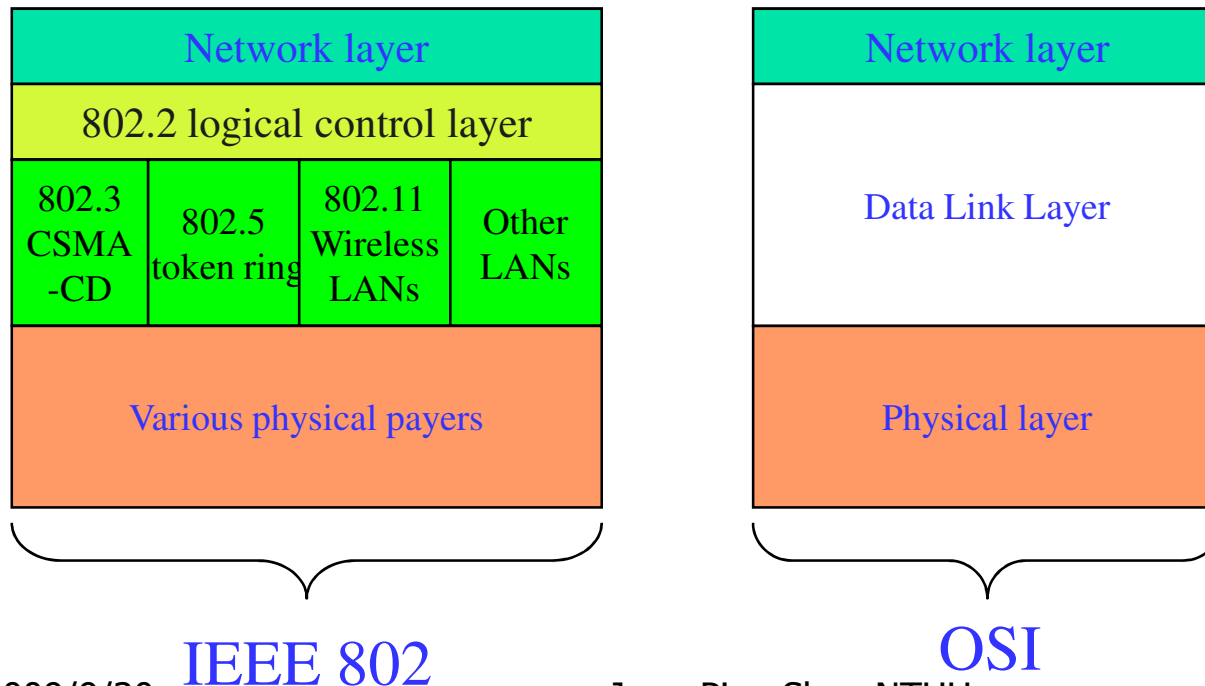 Network layer
802.2 logical control layer
802.3
CSMA
-CD
802.5
token ring
802.11
Wireless
LANs
Other
LANs
Various physical payers
IEEE 802
Network layer
Data Link Layer
Physical layer
OSI